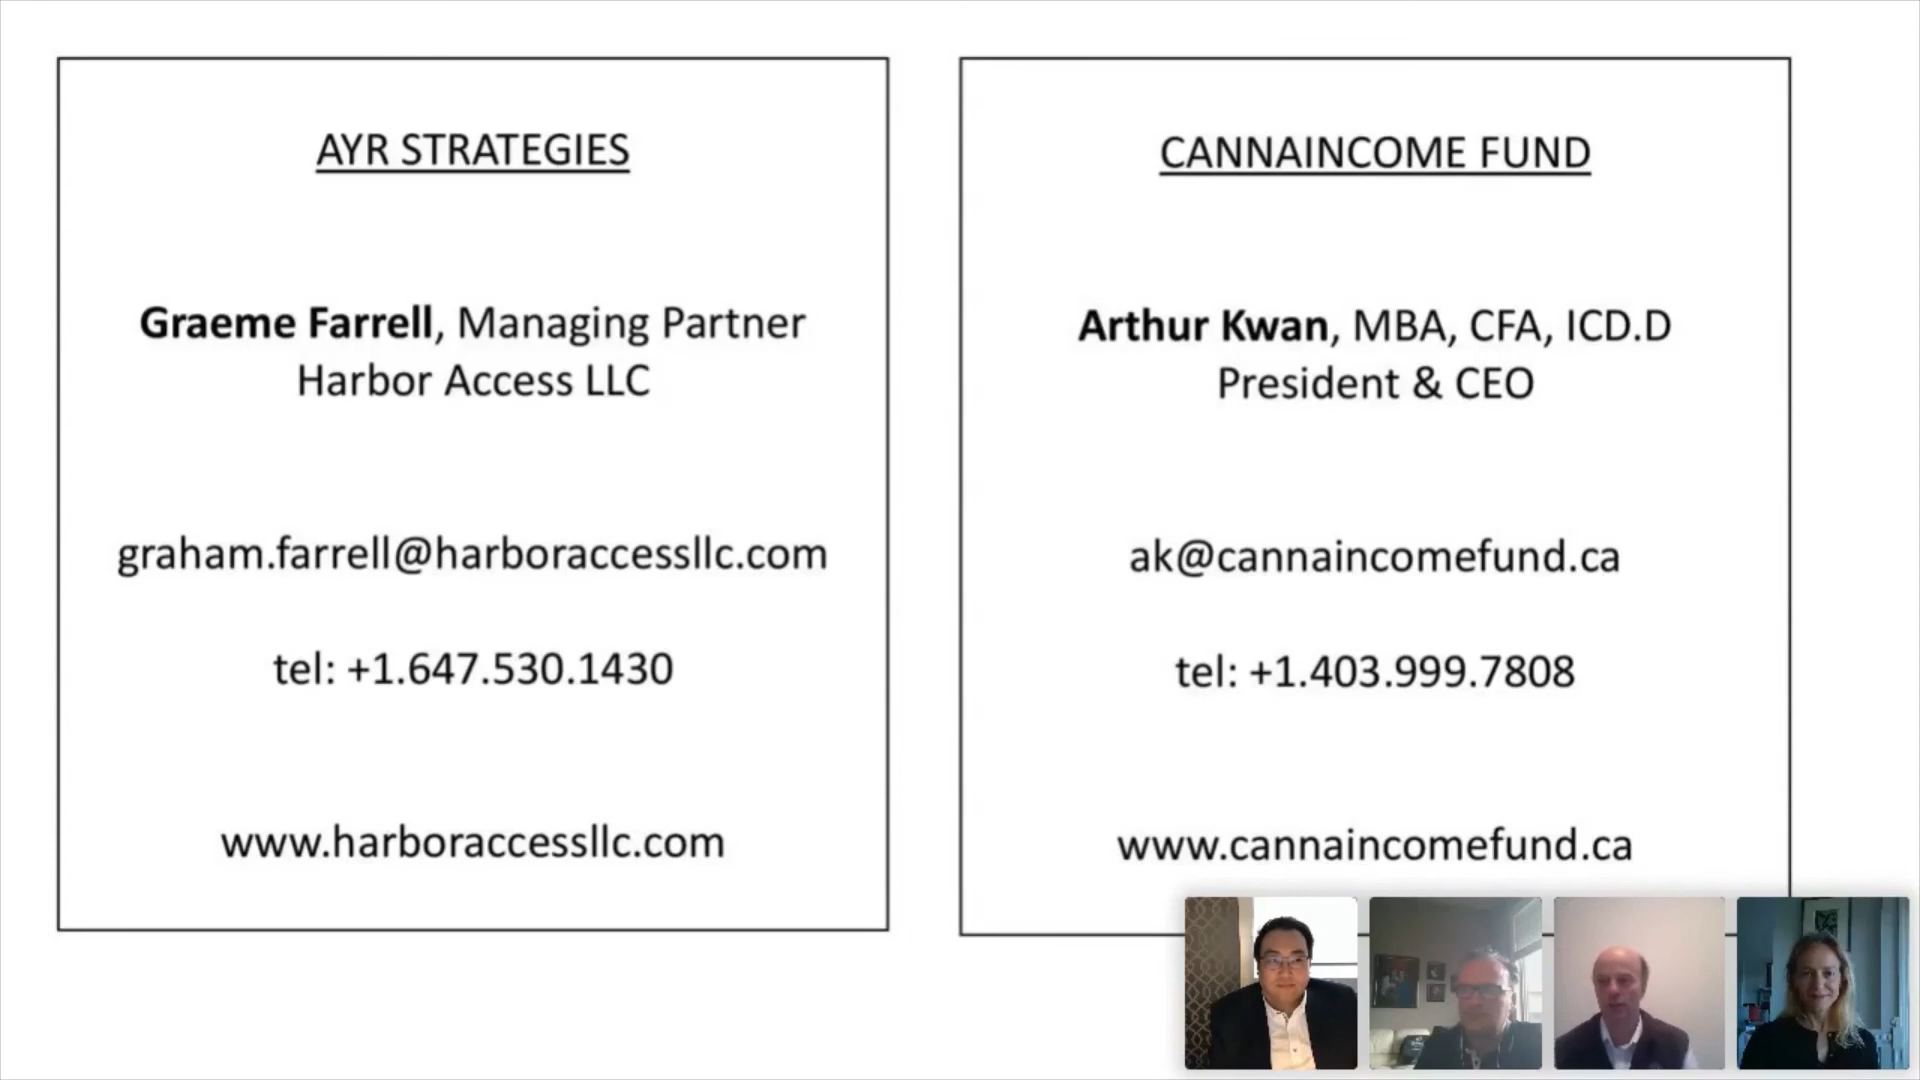 AYR STRATEGIES
Graeme Farrell, Managing Partner
Harbor Access LLC
graham.farrell@harboraccessllc.com
tel: +1.647.530.1430
www.harboraccessllc.com
CANNAINCOME FUND
Arthur Kwan, MBA, CFA, ICD.D
President & CEO
ak@cannaincomefund.ca
tel: +1.403.999.7808
www.cannaincomefund.ca